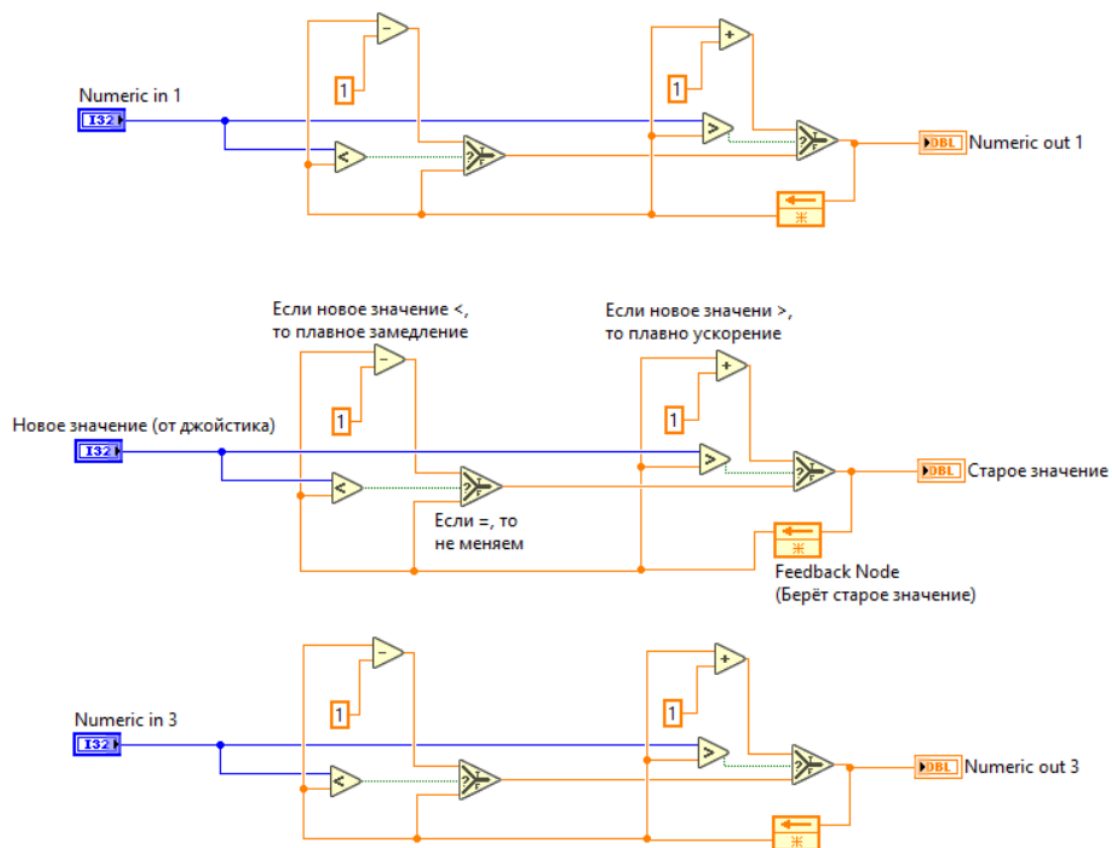 Numeric in 1
I32
-
1
<
?
T
F
+
1
>
?
T
F
DBL
Numeric out 1
Если новое значение <,
то плавное замедление
Если новое значени >,
то плавно ускорение
-
1
+
1
Новое значение (от джойстика)
I32
<
?
T
F
>
?
T
F
DBL
Старое значение
Если =, то
не меняем
Feedback Node
(Берёт старое значение)
-
1
+
1
Numeric in 3
I32
<
?
T
F
>
?
T
F
DBL
Numeric out 3